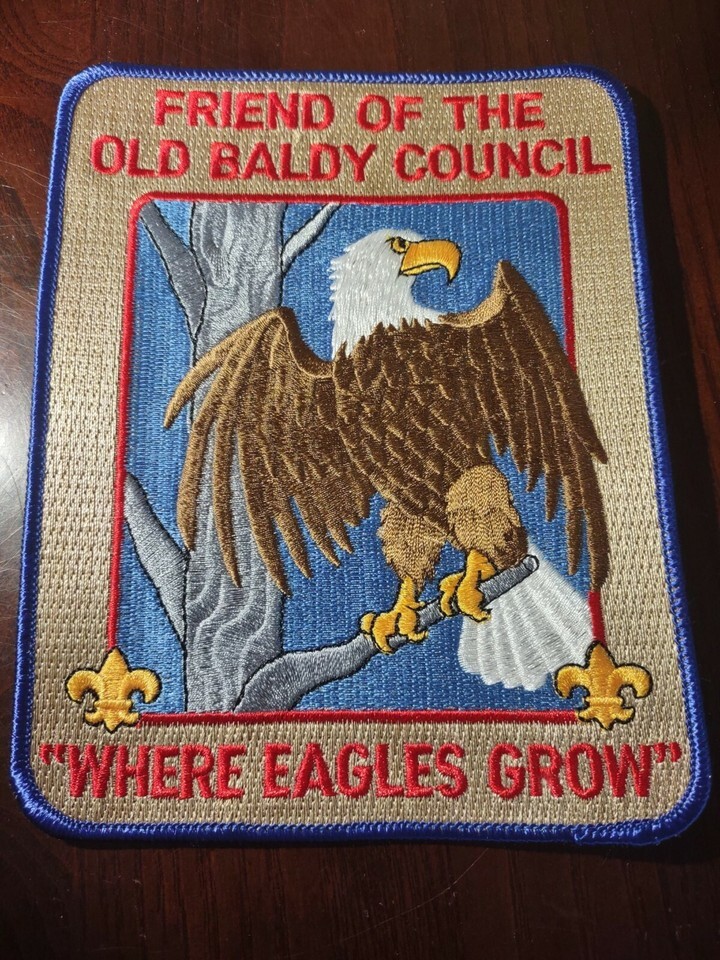 FRIEND OF THE
OLD BALDY COUNCIL
"WHERE EAGLES GROW"